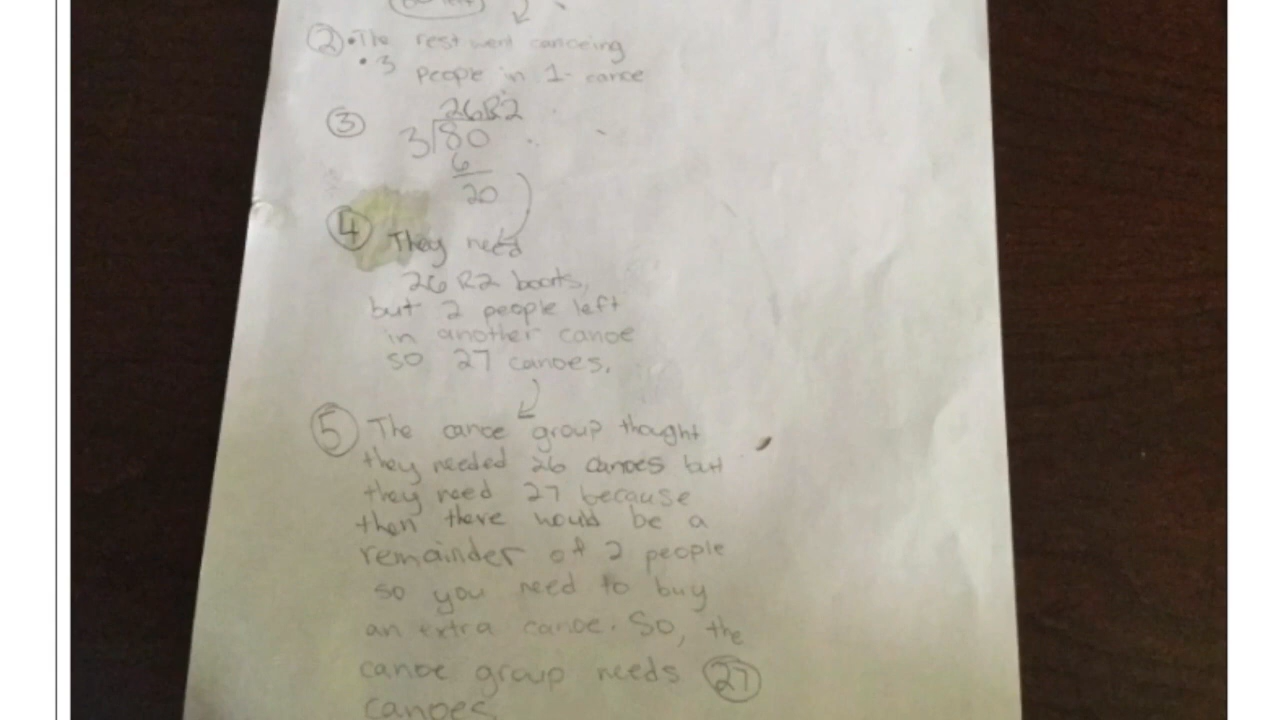 ② •The rest went canoeing
•3 people in 1 canoe
③ 26R2
3√80
6
20
④ They need
26 R2 boats,
but 2 people left
in another canoe
so 27 canoes.
⑤ The canoe group thought
they needed 26 canoes but
they need 27 because
then there would be a
remainder of 2 people
so you need to buy
an extra canoe. So, the
canoe group needs 27
canoes